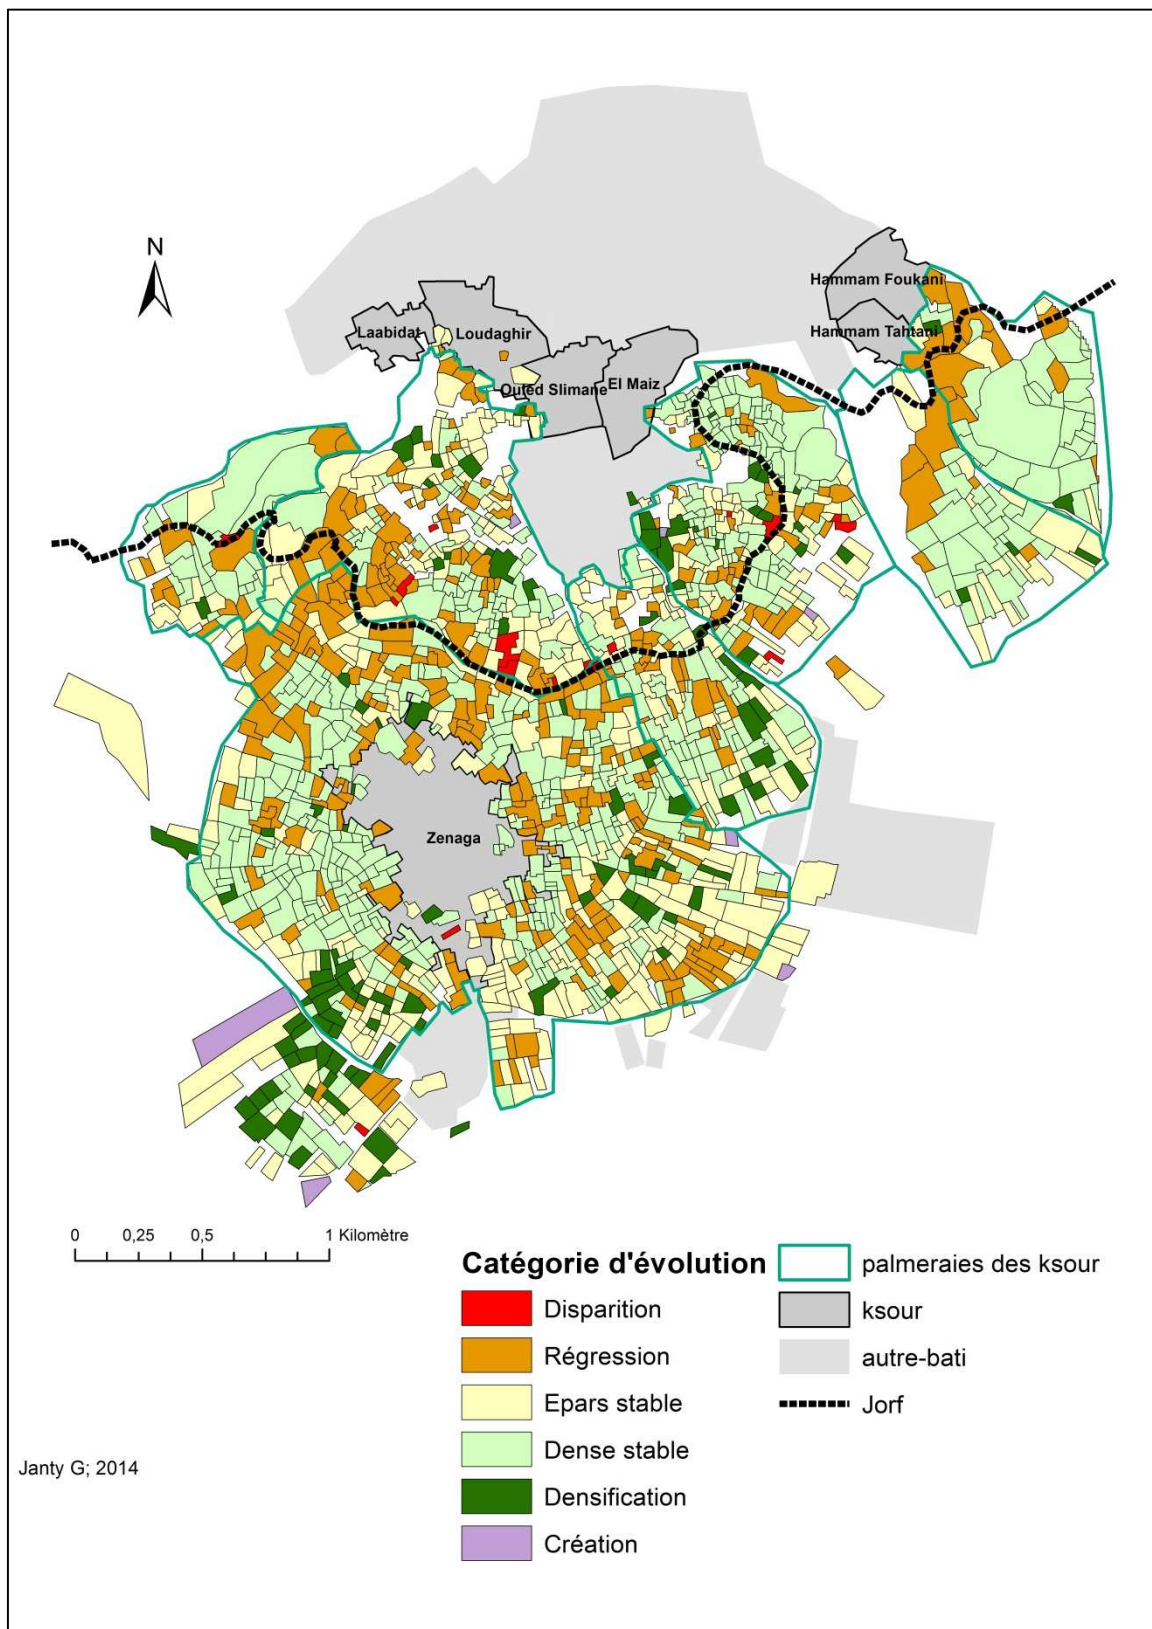 N
Hammam Foukani
Hammam Tahtani
Laabidat
Loudaghir
Ouled Slimane
El Maiz
Zenaga
0 0,25 0,5 1 Kilomètre
Catégorie d'évolution
Disparition
Régression
Epars stable
Dense stable
Densification
Création
palmeraies des ksour
ksour
autre-bati
Jorf
Janty G; 2014